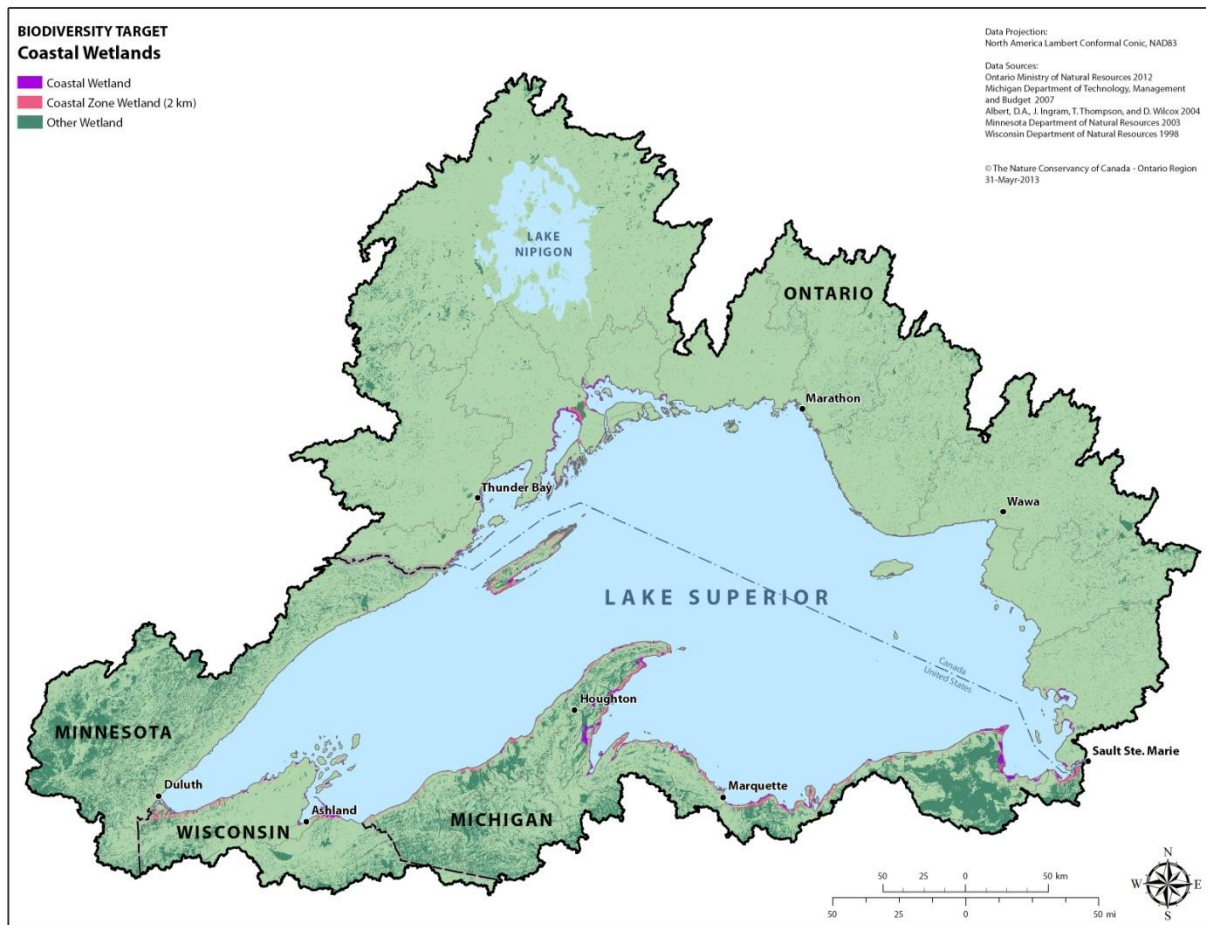 BIODIVERSITY TARGET
Coastal Wetlands
Coastal Wetland
Coastal Zone Wetland (2 km)
Other Wetland
Data Projection:
North America Lambert Conformal Conic, NAD83
Data Sources:
Ontario Ministry of Natural Resources 2012
Michigan Department of Technology, Management
and Budget 2007
Albert, D.A., J. Ingram, T. Thompson, and D. Wilcox 2004
Minnesota Department of Natural Resources 2003
Wisconsin Department of Natural Resources 1998
© The Nature Conservancy of Canada - Ontario Region
31-Mayr-2013
LAKE
NIPIGON
ONTARIO
Marathon
Thunder Bay
Wawa
LAKE SUPERIOR
Canada
United States
Houghton
MINNESOTA
Sault Ste. Marie
Duluth
Marquette
Ashland
MICHIGAN
WISCONSIN
50 25 0 50 km
50 25 0 50 mi
N
W E
S